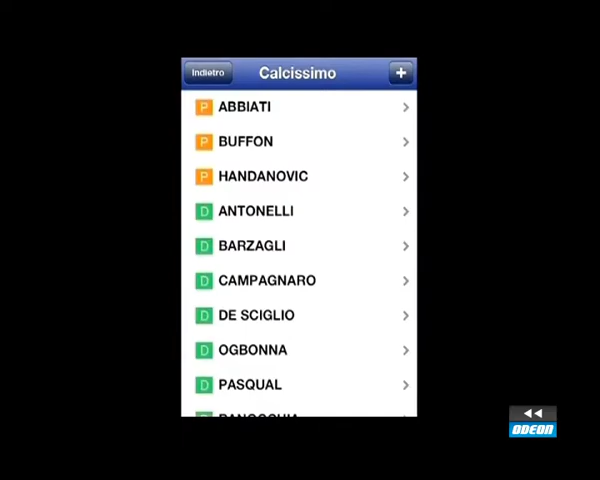 Indietro
Calcissimo
+
P ABBIATI
P BUFFON
P HANDANOVIC
D ANTONELLI
D BARZAGLI
D CAMPAGNARO
D DE SCIGLIO
D OGBONNA
D PASQUAL
ODEON